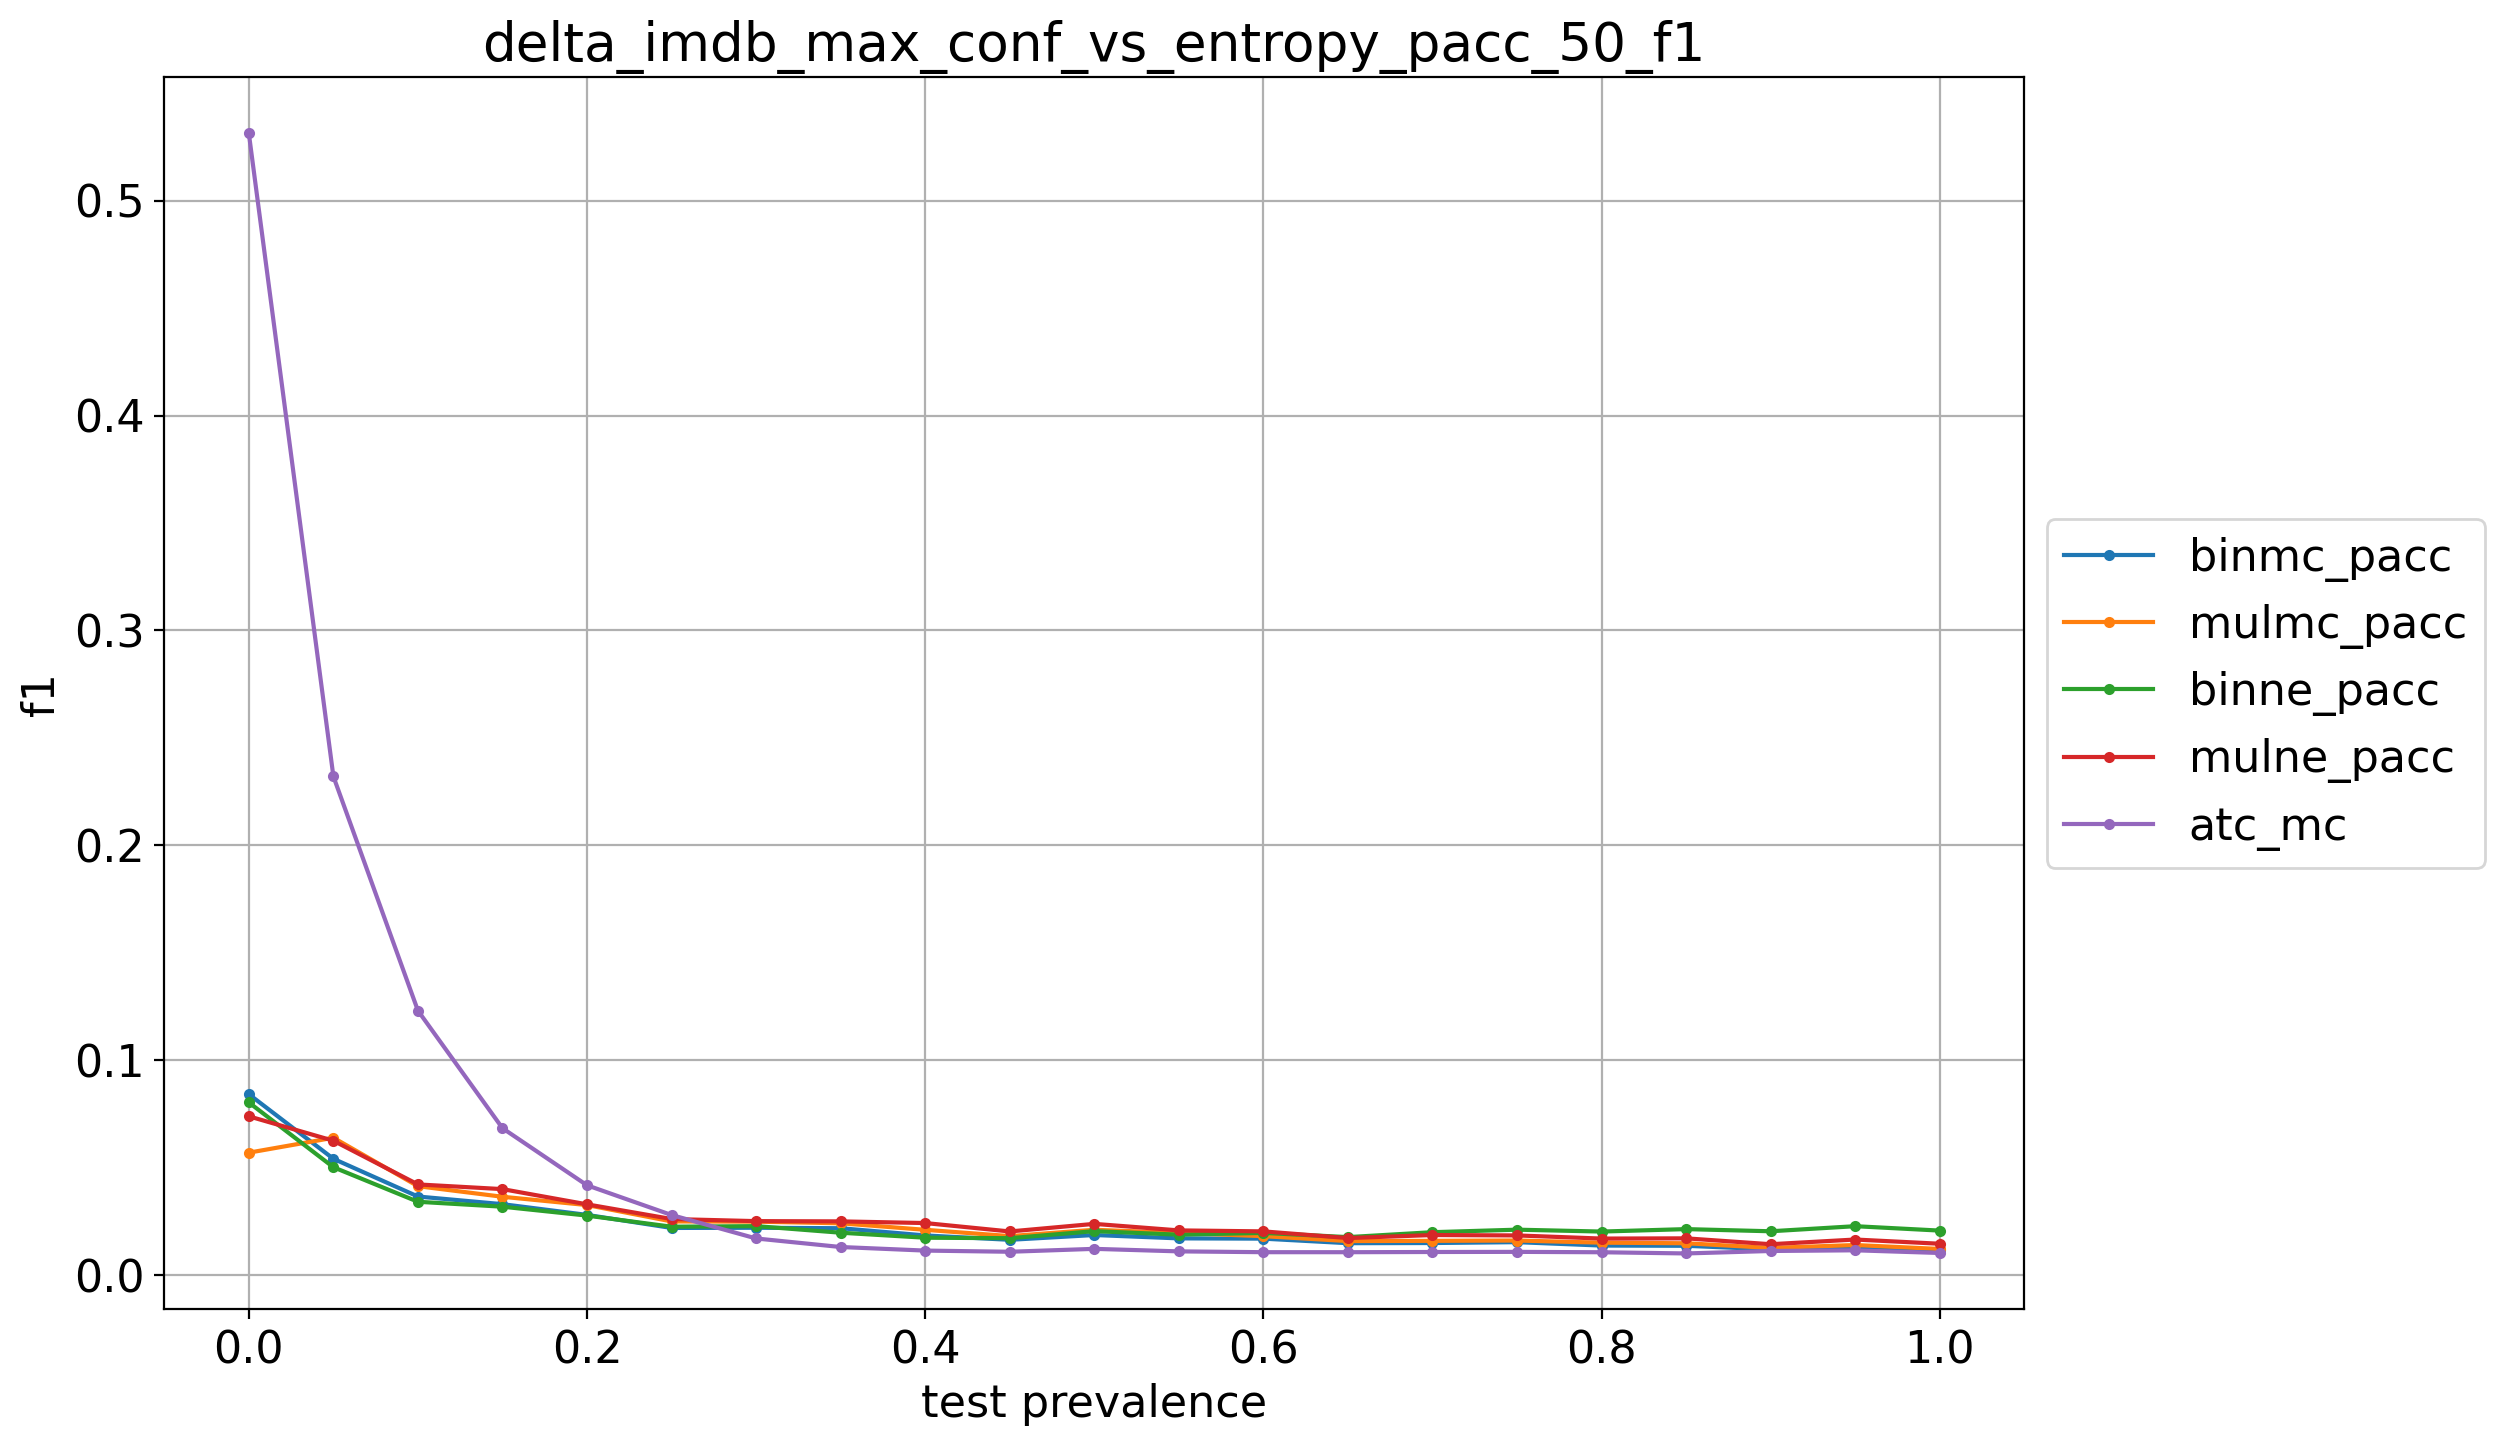 delta_imdb_max_conf_vs_entropy_pacc_50_f1
0.5
0.4
0.3
0.2
0.1
0.0
f1
0.0 0.2 0.4 0.6 0.8 1.0
test prevalence
binmc_pacc
mulmc_pacc
binne_pacc
mulne_pacc
atc_mc